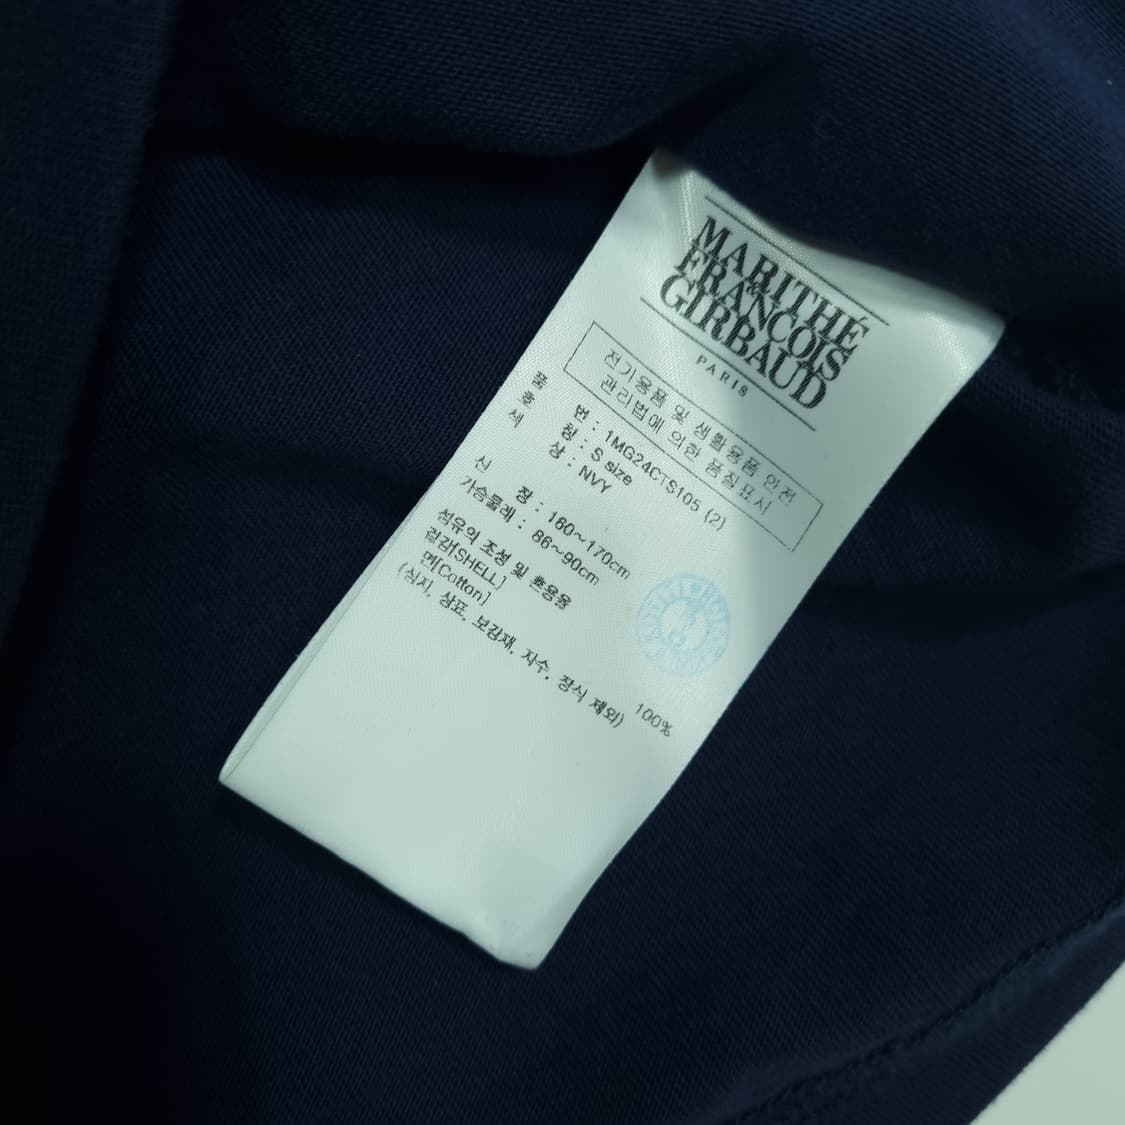 MARITHÉ
&
FRANÇOIS
GIRBAUD
PARIS
전기용품 및 생활용품 안전
관리법에 의한 품질표시
품 번 : 1MG24CTS105 (2)
호 칭 : S size
색 상 : NVY
신 장 : 160~170cm
가슴둘레 : 86~90cm
섬유의 조성 및 혼용율
겉감[SHELL]
면[Cotton] 100%
(심지, 상표, 보강재, 자수, 장식 제외)